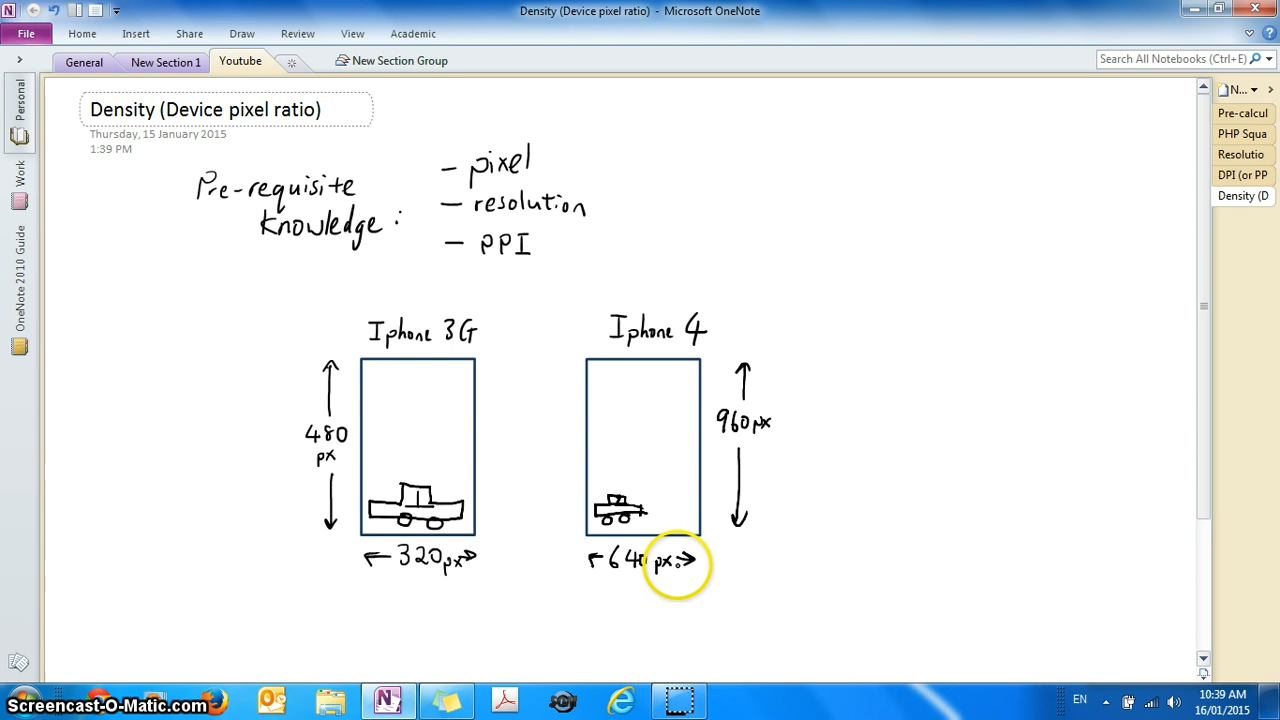 Density (Device pixel ratio) - Microsoft OneNote
File Home Insert Share Draw Review View Academic
General New Section 1 Youtube New Section Group
Search All Notebooks (Ctrl+E)
Personal
Work
OneNote 2010 Guide
N...
Pre-calcul
PHP Squa
Resolutio
DPI (or PP
Density (D
Density (Device pixel ratio)
Thursday, 15 January 2015
1:39 PM
Pre-requisite
Knowledge :
- pixel
- resolution
- PPI
Iphone 3G
Iphone 4
480
px
960px
320px
640px
Screencast-O-Matic.com
EN
10:39 AM
16/01/2015